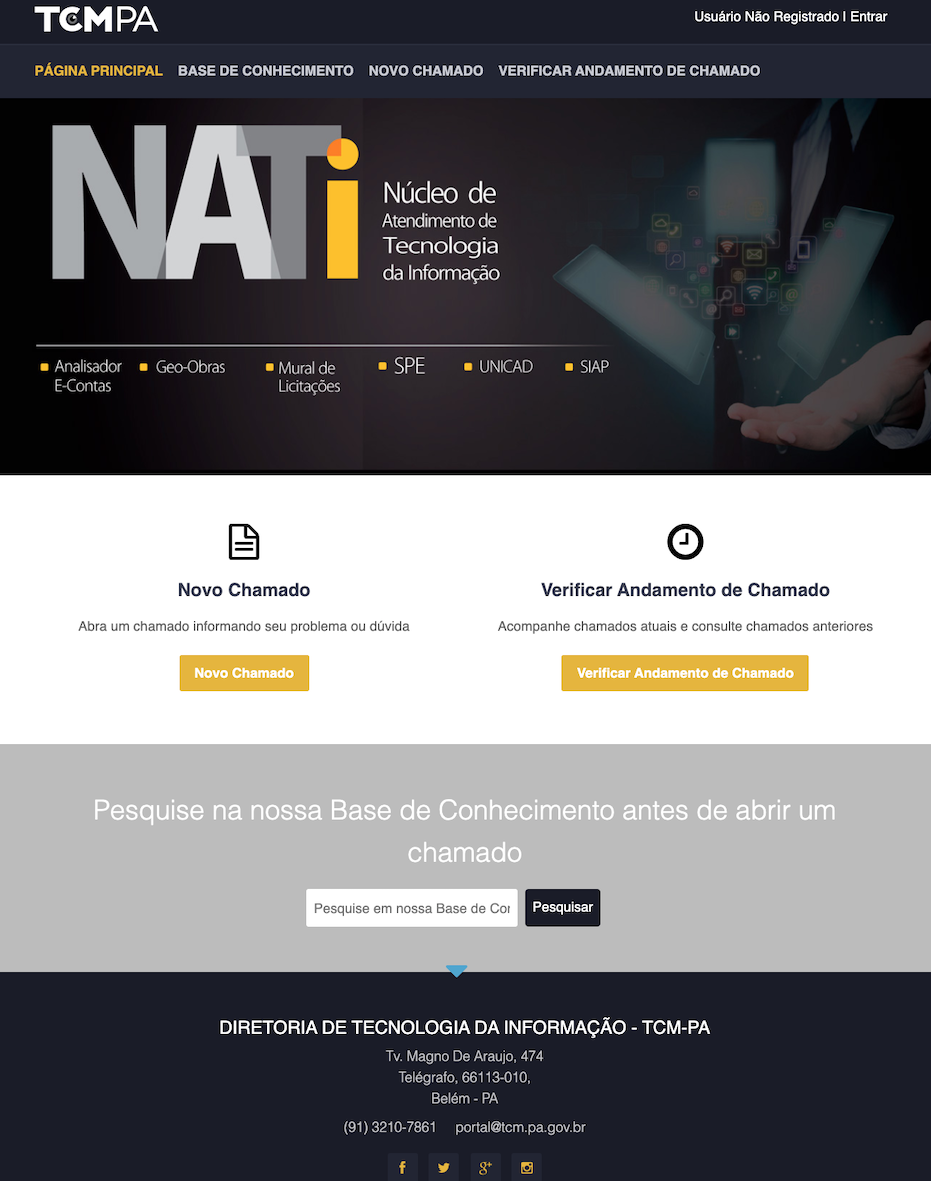 TCMPA
Usuário Não Registrado | Entrar
PÁGINA PRINCIPAL BASE DE CONHECIMENTO NOVO CHAMADO VERIFICAR ANDAMENTO DE CHAMADO
NATi
Núcleo de
Atendimento de
Tecnologia
da Informação
Analisador
E-Contas
Geo-Obras
Mural de
Licitações
SPE
UNICAD
SIAP
Novo Chamado
Abra um chamado informando seu problema ou dúvida
Novo Chamado
Verificar Andamento de Chamado
Acompanhe chamados atuais e consulte chamados anteriores
Verificar Andamento de Chamado
Pesquise na nossa Base de Conhecimento antes de abrir um
chamado
Pesquise em nossa Base de Cor
Pesquisar
DIRETORIA DE TECNOLOGIA DA INFORMAÇÃO - TCM-PA
Tv. Magno De Araujo, 474
Telégrafo, 66113-010,
Belém - PA
(91) 3210-7861 portal@tcm.pa.gov.br